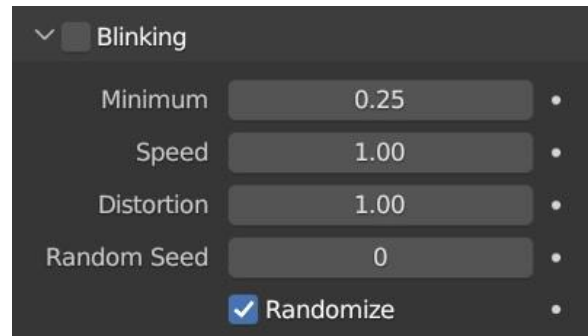 Blinking
Minimum 0.25
Speed 1.00
Distortion 1.00
Random Seed 0
Randomize